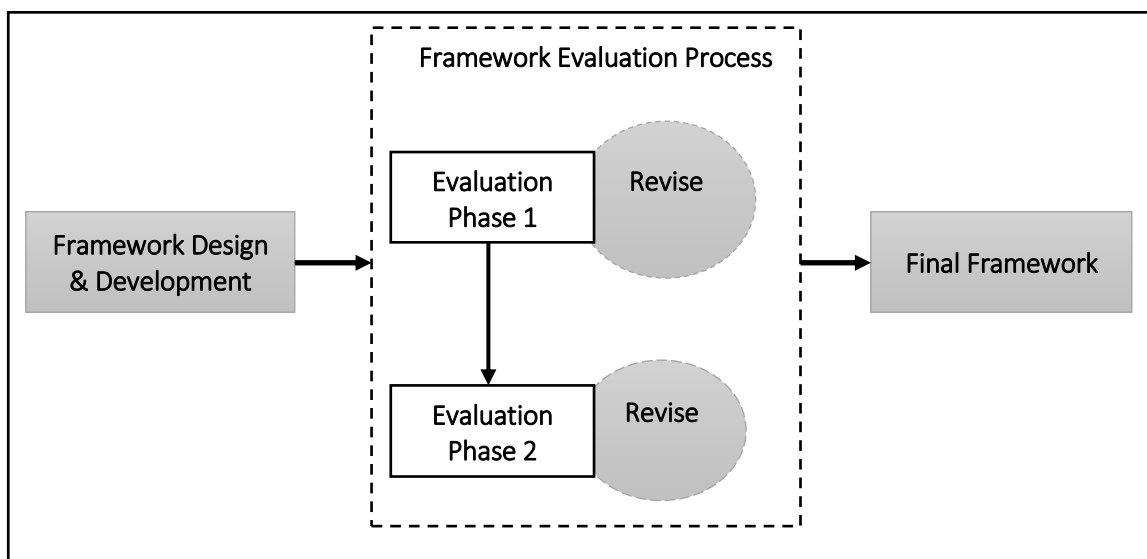 Framework Evaluation Process
Evaluation
Phase 1
Revise
Framework Design
& Development
Final Framework
Evaluation
Phase 2
Revise